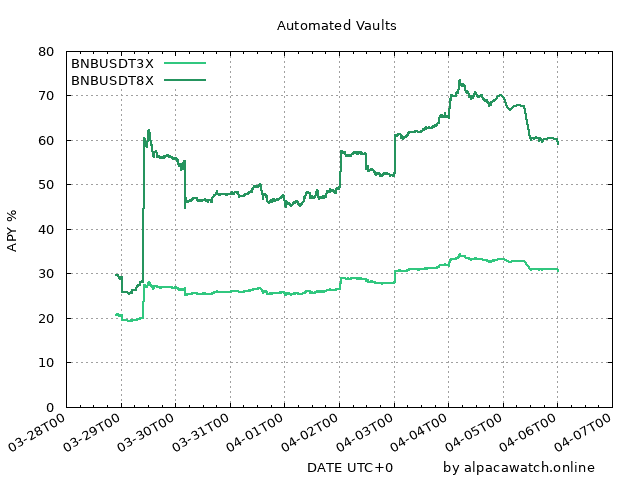 Automated Vaults
BNBUSDT3X
BNBUSDT8X
APY %
80
70
60
50
40
30
20
10
0
03-28T00
03-29T00
03-30T00
03-31T00
04-01T00
04-02T00
04-03T00
04-04T00
04-05T00
04-06T00
04-07T00
DATE UTC+0
by alpacawatch.online